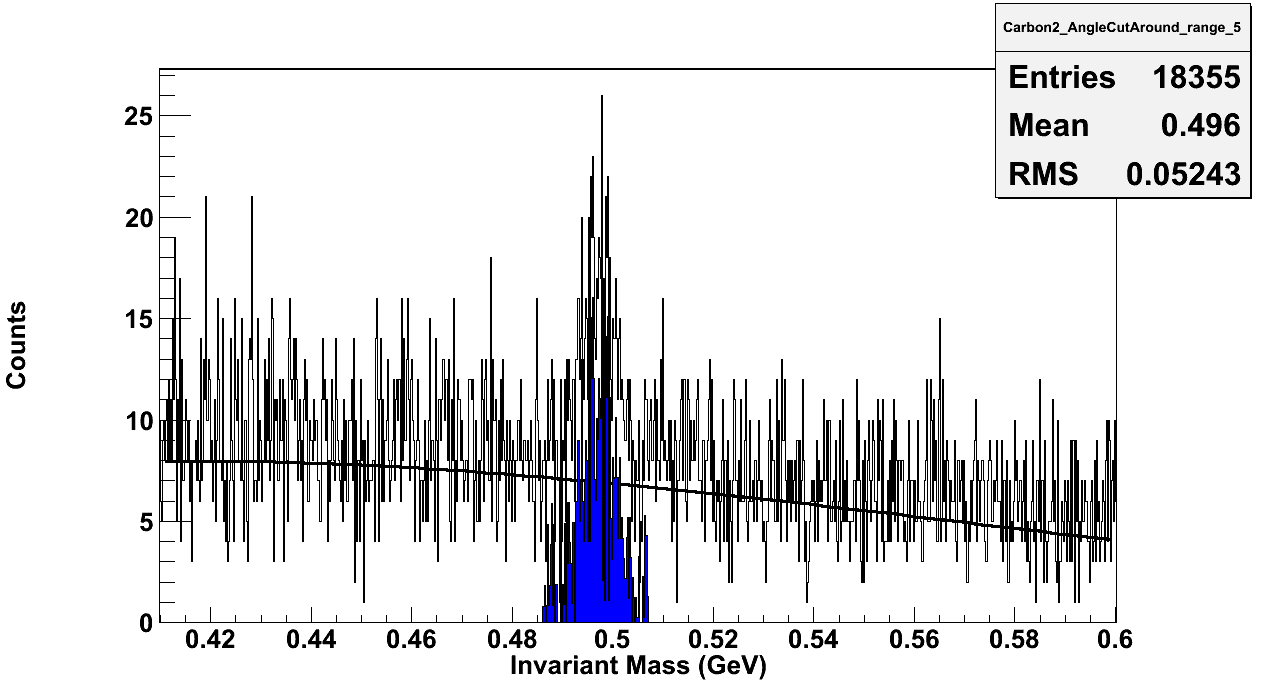 Carbon2_AngleCutAround_range_5
Entries 18355
Mean 0.496
RMS 0.05243
Counts
25
20
15
10
5
0
0.42 0.44 0.46 0.48 0.5 0.52 0.54 0.56 0.58 0.6
Invariant Mass (GeV)